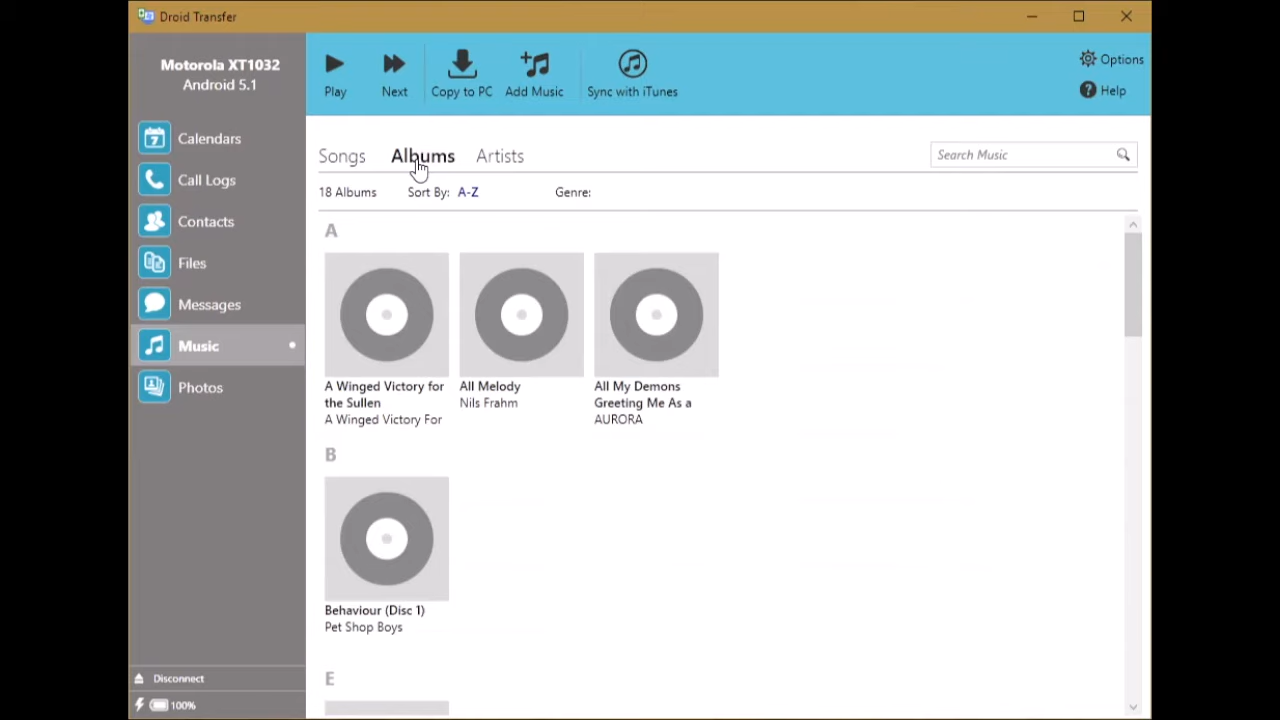 Droid Transfer
Motorola XT1032
Android 5.1
Calendars
Call Logs
Contacts
Files
Messages
Music
Photos
Disconnect
100%
Play
Next
Copy to PC
Add Music
Sync with iTunes
Options
Help
Songs
Albums
Artists
Search Music
18 Albums
Sort By: A-Z
Genre:
A
A Winged Victory for
the Sullen
A Winged Victory For
All Melody
Nils Frahm
All My Demons
Greeting Me As a
AURORA
B
Behaviour (Disc 1)
Pet Shop Boys
E